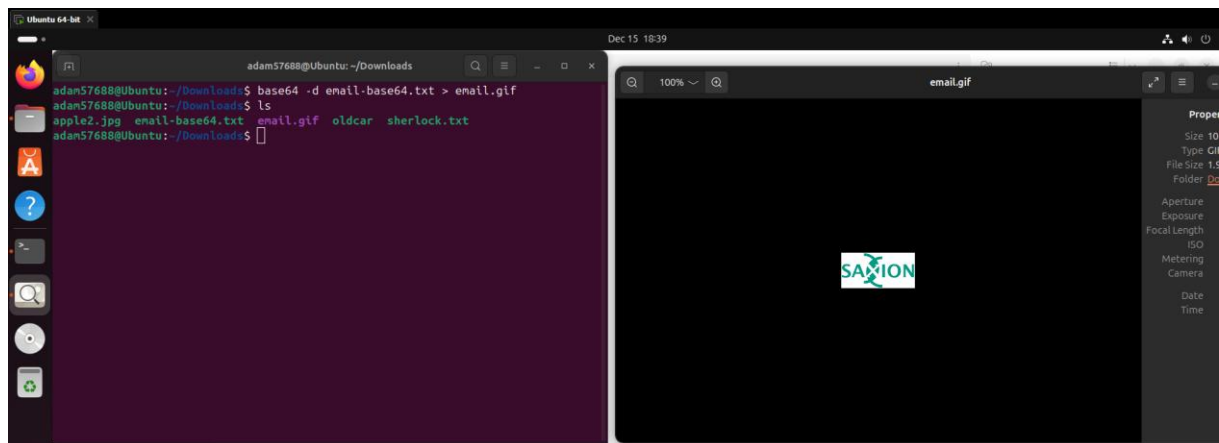 Ubuntu 64-bit
Dec 15 18:39
adam57688@Ubuntu: ~/Downloads
adam57688@Ubuntu:~/Downloads$ base64 -d email-base64.txt > email.gif
adam57688@Ubuntu:~/Downloads$ ls
apple2.jpg email-base64.txt email.gif oldcar sherlock.txt
adam57688@Ubuntu:~/Downloads$
100%
email.gif
SAXION
Size 10
Type GI
File Size 1.9
Folder Do
Aperture
Exposure
Focal Length
ISO
Metering
Camera
Date
Time